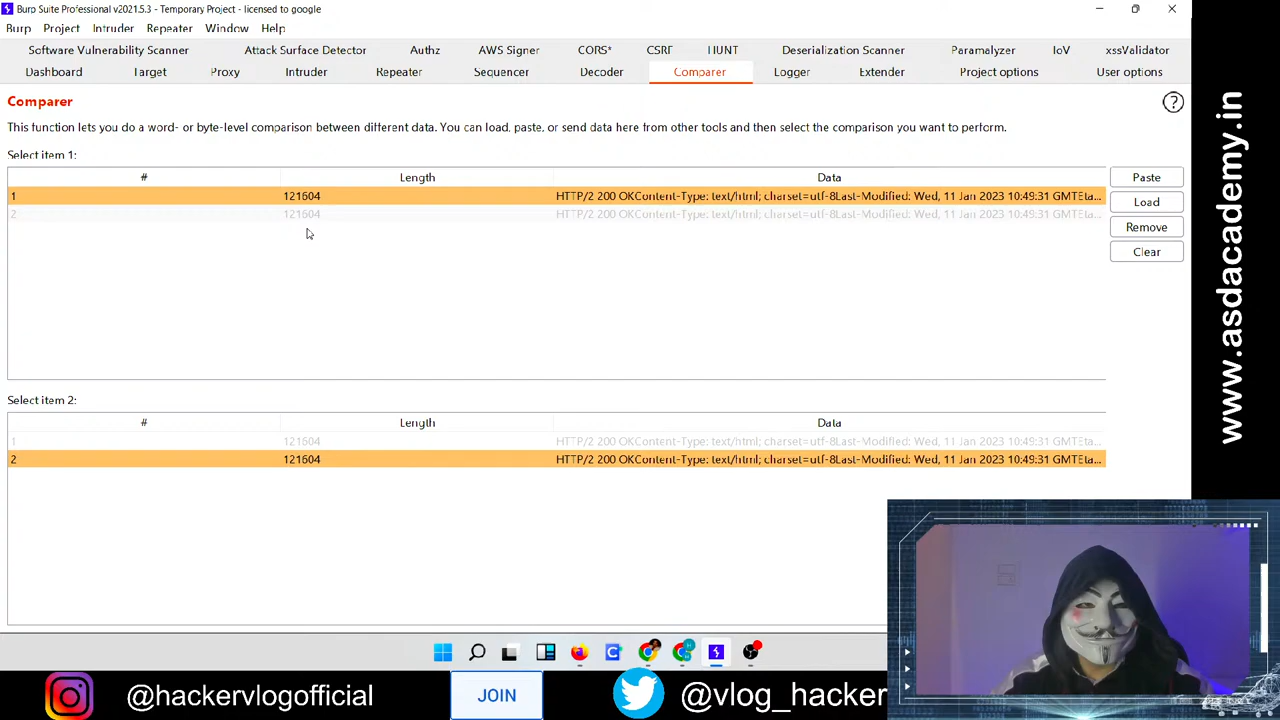 Burp Suite Professional v2021.5.3 - Temporary Project - licensed to google
Burp Project Intruder Repeater Window Help
Software Vulnerability Scanner Attack Surface Detector Authz AWS Signer CORS* CSRF HUNT Deserialization Scanner Paramalyzer xssValidator
Dashboard Target Proxy Intruder Repeater Sequencer Decoder Comparer Logger Extender Project options User options
Comparer
?
This function lets you do a word- or byte-level comparison between different data. You can load, paste, or send data here from other tools and then select the comparison you want to perform.
Select item 1:
# Length Data
1 121604 HTTP/2 200 OKContent-Type: text/html; charset=utf-8Last-Modified: Wed, 11 Jan 2023 10:49:31 GMTEta...
2 121604 HTTP/2 200 OKContent-Type: text/html; charset=utf-8Last-Modified: Wed, 11 Jan 2023 10:49:31 GMTEta...
Paste
Load
Remove
Clear
Select item 2:
# Length Data
1 121604 HTTP/2 200 OKContent-Type: text/html; charset=utf-8Last-Modified: Wed, 11 Jan 2023 10:49:31 GMTEta...
2 121604 HTTP/2 200 OKContent-Type: text/html; charset=utf-8Last-Modified: Wed, 11 Jan 2023 10:49:31 GMTEta...
www.asdacademy.in
@hackervlogofficial JOIN @vlog_hacker